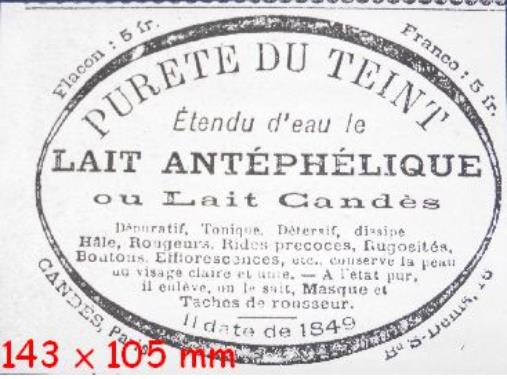 Flacon : 5 fr.
Franco : 5 fr.
PURETÉ DU TEINT
Étendu d'eau le
LAIT ANTÉPHÉLIQUE
ou Lait Candès
Dépuratif, Tonique, Détersif, dissipe
Hâle, Rougeurs, Rides precoces, Rugosités,
Boutons, Efflorescences, etc., conserve la peau
du visage claire et unie. — A l'état pur,
il enlève, on le sait, Masque et
Taches de rousseur.
Il date de 1849
CANDÈS, Paris
Bd S-Denis, 16
143 x 105 mm